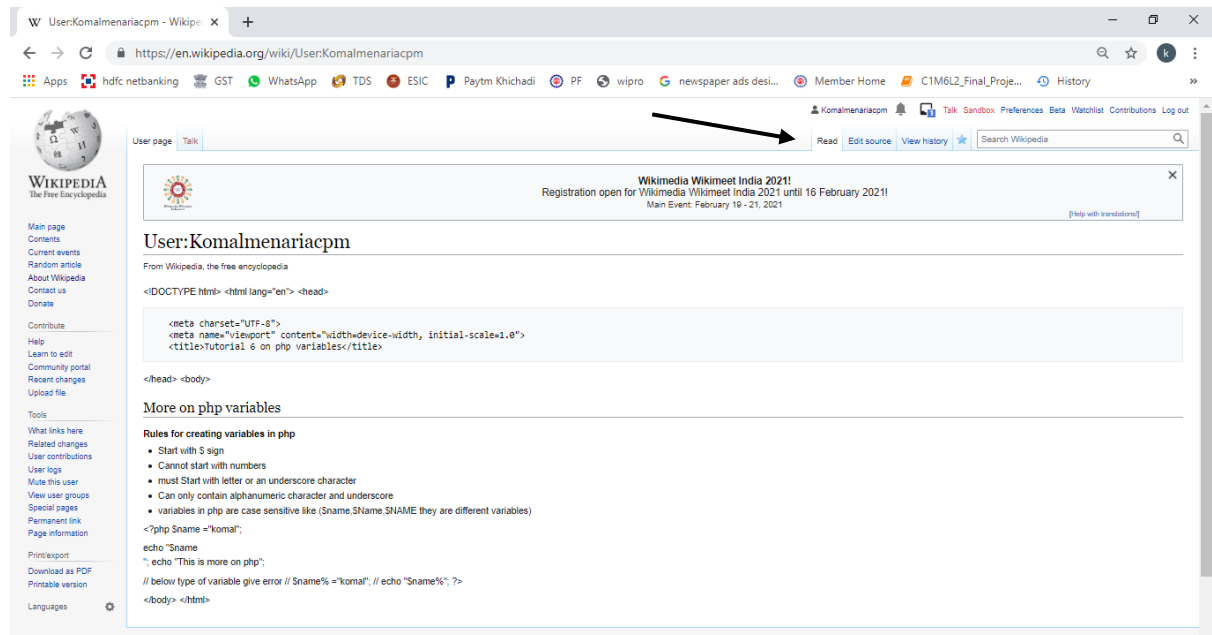 W User:Komalmenariacpm - Wikipe
https://en.wikipedia.org/wiki/User:Komalmenariacpm
k
Apps hdfc netbanking GST WhatsApp TDS ESIC Paytm Khichadi PF wipro newspaper ads desi... Member Home C1M6L2_Final_Proje... History »
Komalmenariacpm 1 Talk Sandbox Preferences Beta Watchlist Contributions Log out
User page Talk Read Edit source View history Search Wikipedia
WIKIPEDIA
The Free Encyclopedia
Wikimedia Wikimeet India 2021!
Registration open for Wikimedia Wikimeet India 2021 until 16 February 2021!
Main Event: February 19 - 21, 2021
[Help with translations!]
Main page
Contents
Current events
Random article
About Wikipedia
Contact us
Donate
Contribute
Help
Learn to edit
Community portal
Recent changes
Upload file
Tools
What links here
Related changes
User contributions
User logs
Mute this user
View user groups
Special pages
Permanent link
Page information
Print/export
Download as PDF
Printable version
Languages
User:Komalmenariacpm
From Wikipedia, the free encyclopedia
<!DOCTYPE html> <html lang="en"> <head>
<meta charset="UTF-8">
<meta name="viewport" content="width=device-width, initial-scale=1.0">
<title>Tutorial 6 on php variables</title>
</head> <body>
More on php variables
Rules for creating variables in php
• Start with $ sign
• Cannot start with numbers
• must Start with letter or an underscore character
• Can only contain alphanumeric character and underscore
• variables in php are case sensitive like ($name,$Name,$NAME they are different variables)
<?php $name ="komal";
echo "$name
"; echo "This is more on php";
// below type of variable give error // $name% ="komal"; // echo "$name%"; ?>
</body> </html>